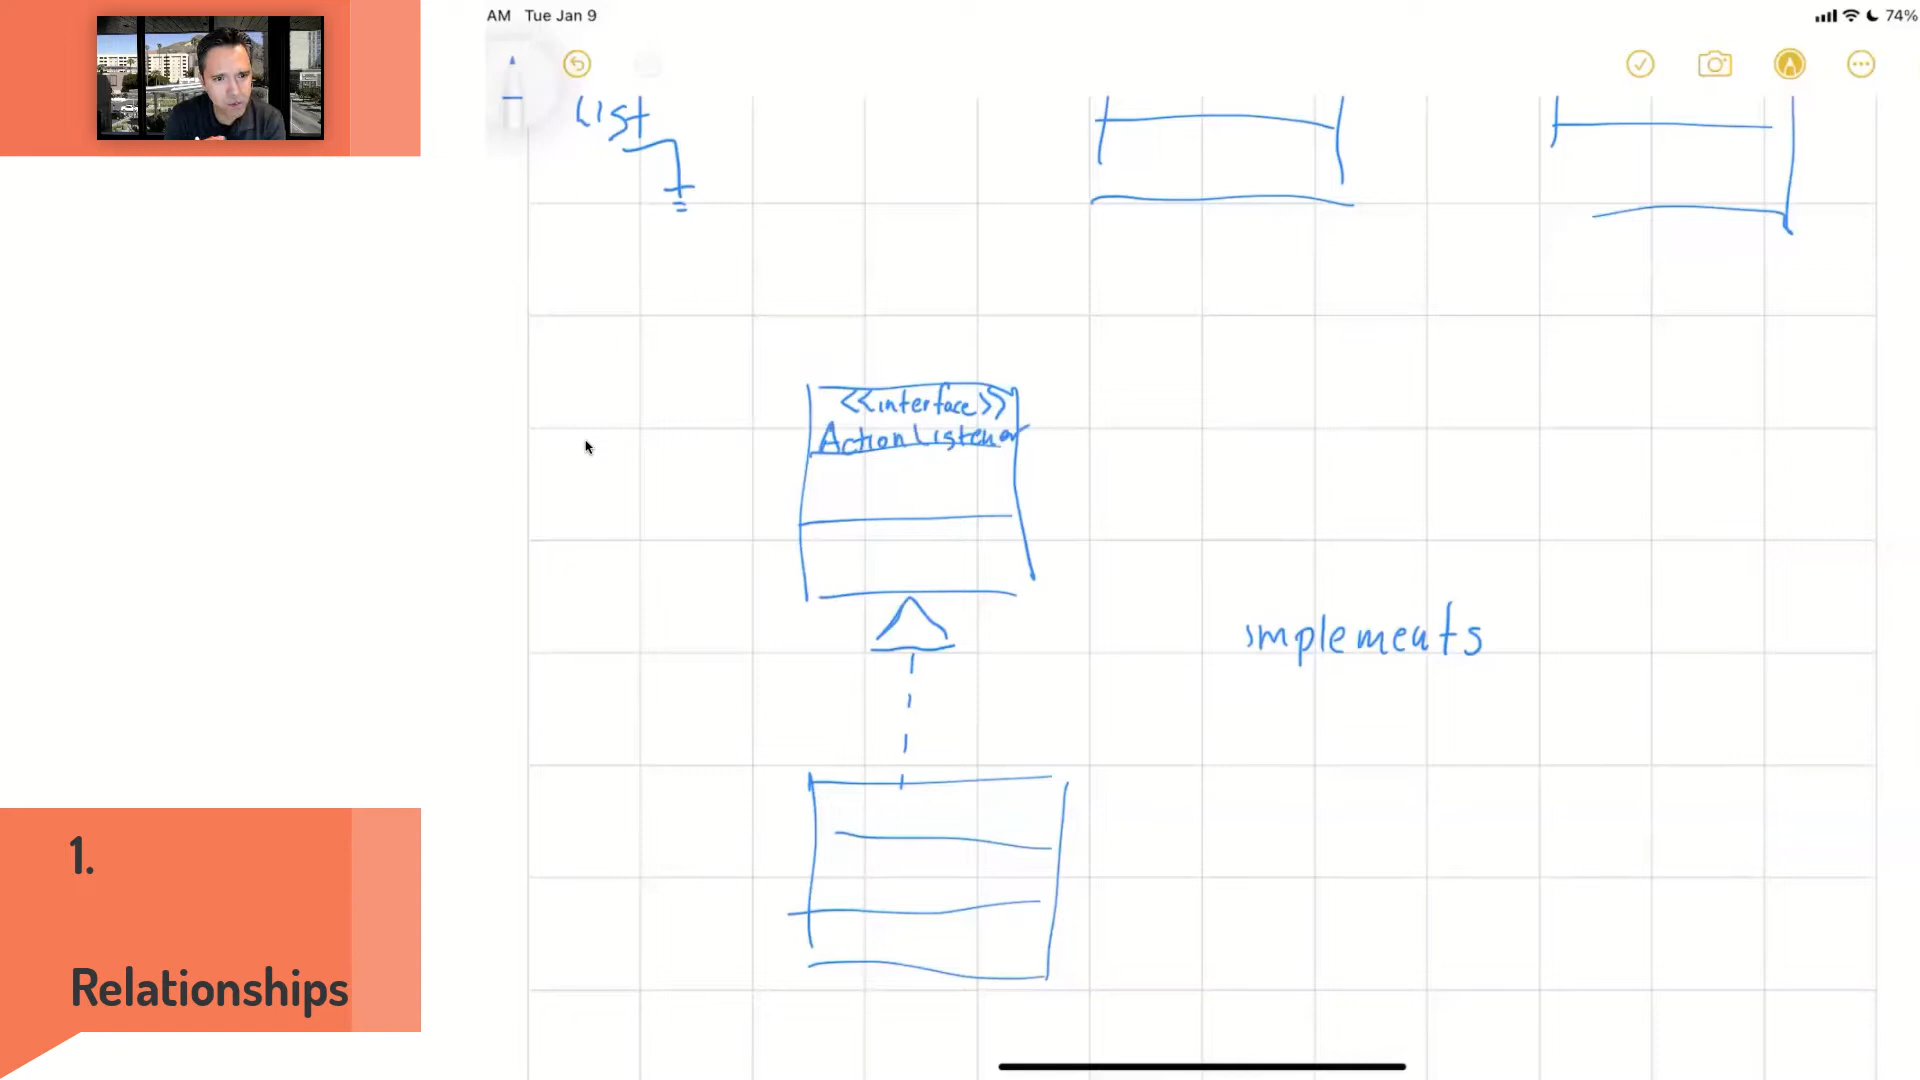 AM Tue Jan 9
74%
List
<<interface>>
ActionListener
implements
1.
Relationships